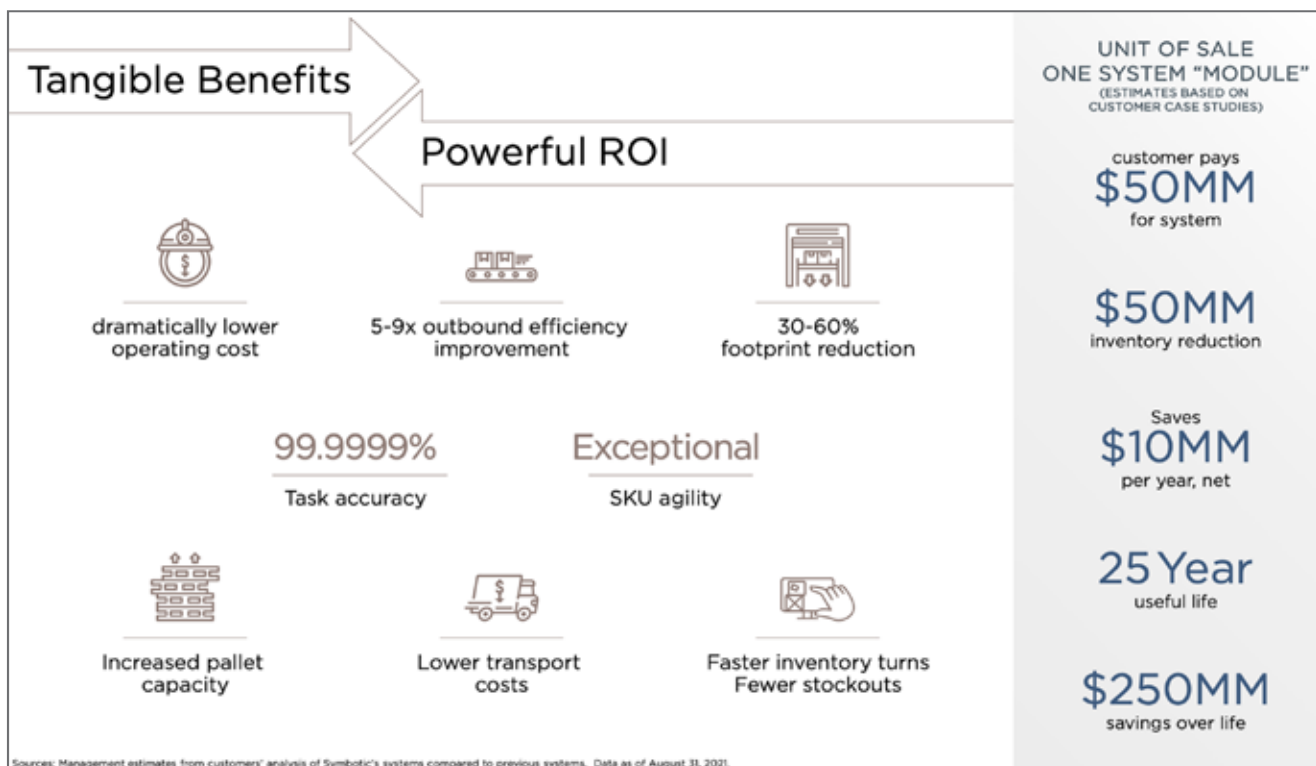 Tangible Benefits
Powerful ROI
dramatically lower
operating cost
5-9x outbound efficiency
improvement
30-60%
footprint reduction
99.9999%
Task accuracy
Exceptional
SKU agility
Increased pallet
capacity
Lower transport
costs
Faster inventory turns
Fewer stockouts
UNIT OF SALE
ONE SYSTEM “MODULE”
(ESTIMATES BASED ON
CUSTOMER CASE STUDIES)
customer pays
$50MM
for system
$50MM
inventory reduction
Saves
$10MM
per year, net
25 Year
useful life
$250MM
savings over life
Sources: Management estimates from customers' analysis of Symbotic's systems compared to previous systems. Data as of August 31, 2021.